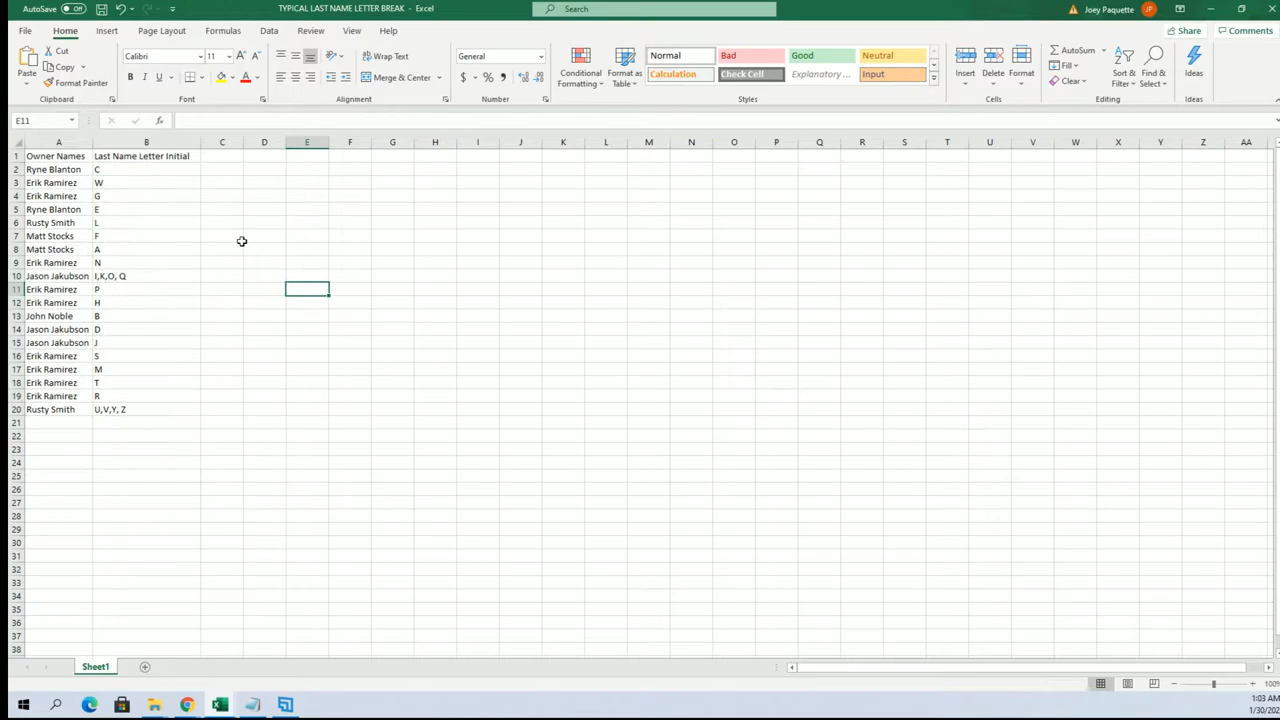 AutoSave Off TYPICAL LAST NAME LETTER BREAK - Excel Search Joey Paquette JP
File Home Insert Page Layout Formulas Data Review View Help Share Comments
Paste Cut Copy Format Painter Clipboard
Calibri 11 B I U A A Font
Wrap Text Merge & Center Alignment
General $ % Number
Conditional Formatting Format as Table
Normal Bad Good Neutral
Calculation Check Cell Explanatory ... Input
Styles
Insert Delete Format Cells
AutoSum Fill Clear Sort & Filter Find & Select Editing
Ideas Ideas
E11 fx
A B C D E F G H I J K L M N O P Q R S T U V W X Y Z AA
1 Owner Names Last Name Letter Initial
2 Ryne Blanton C
3 Erik Ramirez W
4 Erik Ramirez G
5 Ryne Blanton E
6 Rusty Smith L
7 Matt Stocks F
8 Matt Stocks A
9 Erik Ramirez N
10 Jason Jakubson I,K,O, Q
11 Erik Ramirez P
12 Erik Ramirez H
13 John Noble B
14 Jason Jakubson D
15 Jason Jakubson J
16 Erik Ramirez S
17 Erik Ramirez M
18 Erik Ramirez T
19 Erik Ramirez R
20 Rusty Smith U,V,Y, Z
21
22
23
24
25
26
27
28
29
30
31
32
33
34
35
36
37
38
Sheet1
100%
1:03 AM
1/30/202